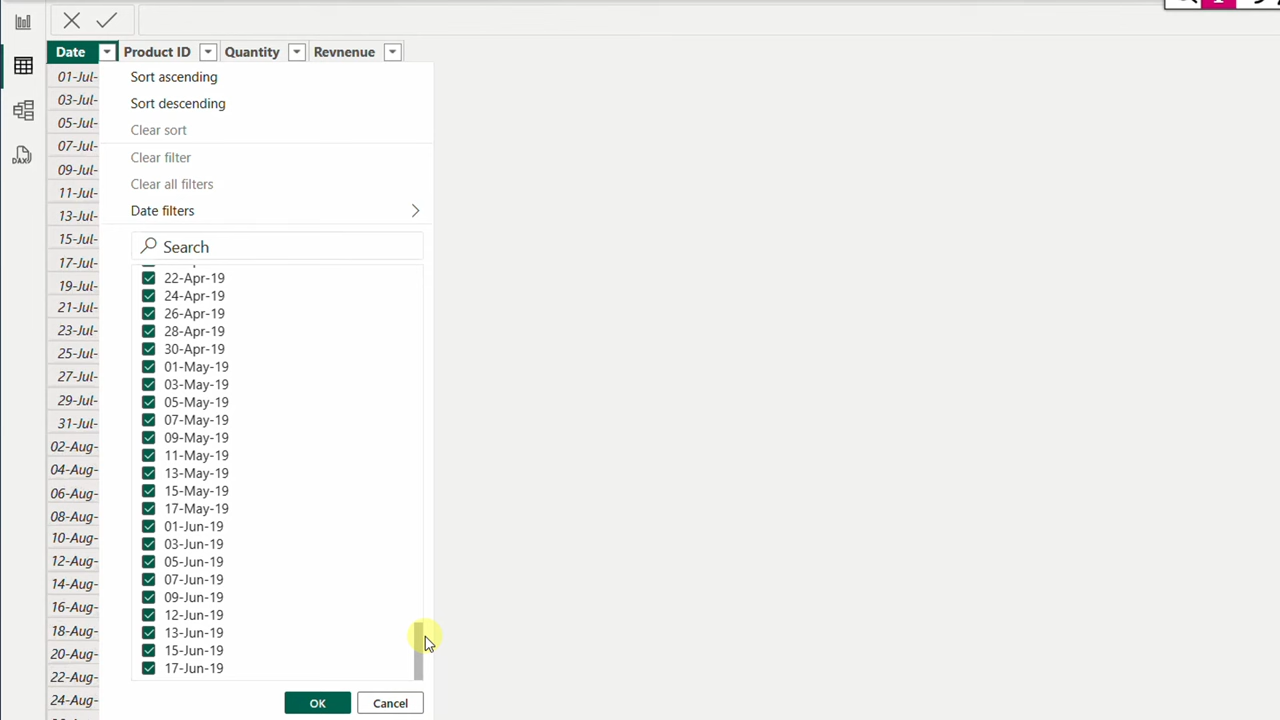 Date Product ID Quantity Revnenue
01-Jul-
03-Jul-
05-Jul-
07-Jul-
09-Jul-
11-Jul-
13-Jul-
15-Jul-
17-Jul-
19-Jul-
21-Jul-
23-Jul-
25-Jul-
27-Jul-
29-Jul-
31-Jul-
02-Aug-
04-Aug-
06-Aug-
08-Aug-
10-Aug-
12-Aug-
14-Aug-
16-Aug-
18-Aug-
20-Aug-
22-Aug-
24-Aug-
Sort ascending
Sort descending
Clear sort
Clear filter
Clear all filters
Date filters
Search
22-Apr-19
24-Apr-19
26-Apr-19
28-Apr-19
30-Apr-19
01-May-19
03-May-19
05-May-19
07-May-19
09-May-19
11-May-19
13-May-19
15-May-19
17-May-19
01-Jun-19
03-Jun-19
05-Jun-19
07-Jun-19
09-Jun-19
12-Jun-19
13-Jun-19
15-Jun-19
17-Jun-19
OK Cancel
DAX